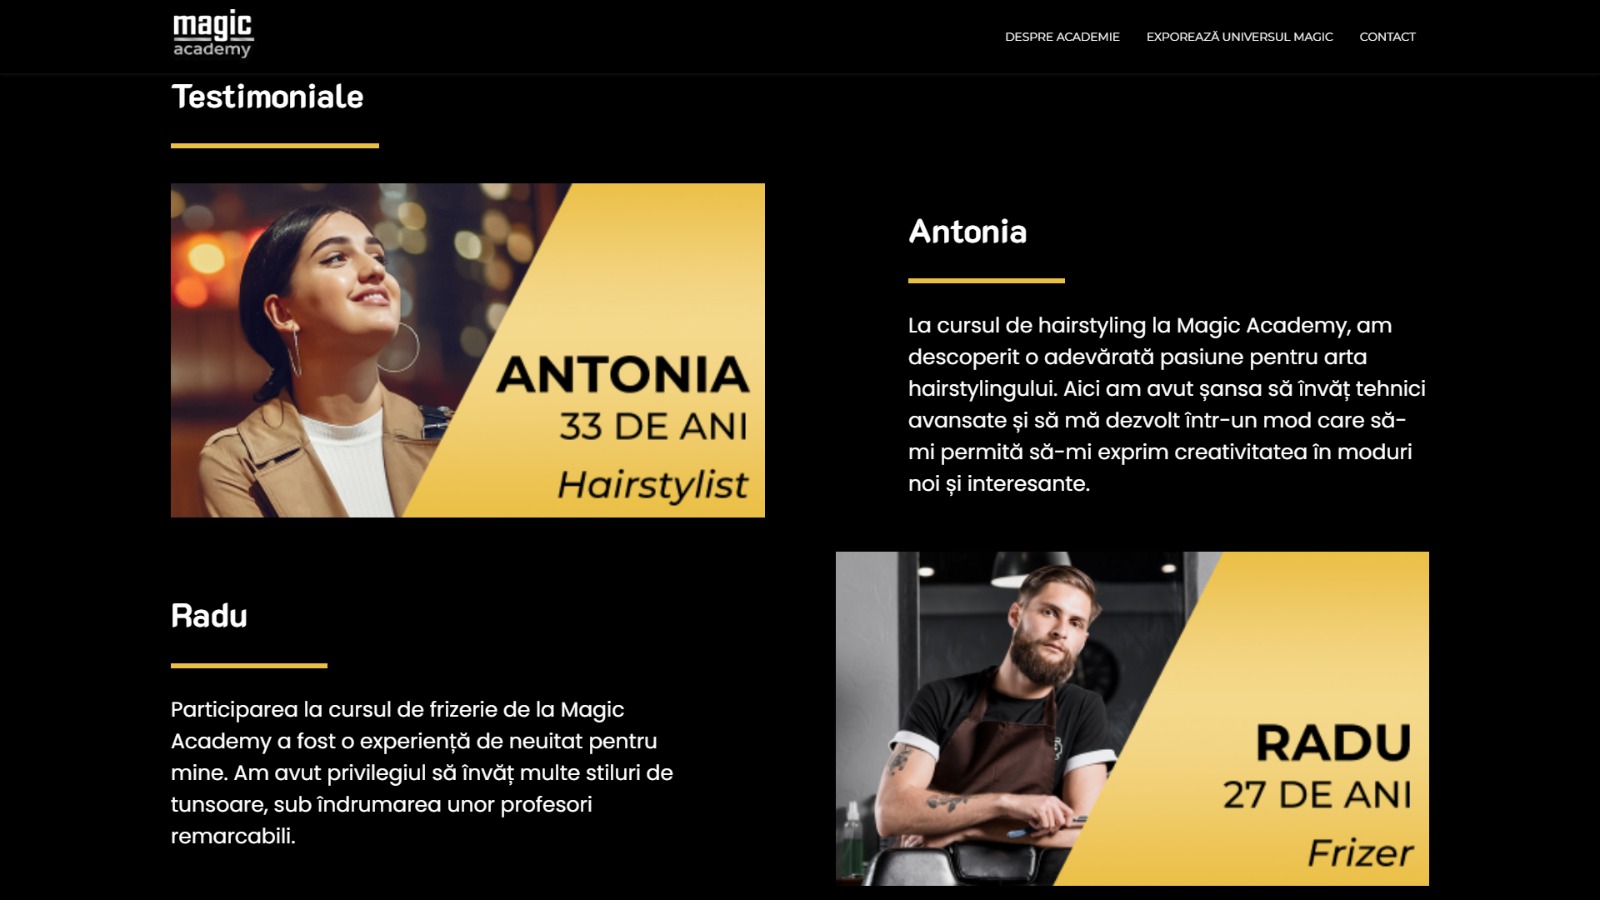 magic
academy
DESPRE ACADEMIE
EXPOREAZĂ UNIVERSUL MAGIC
CONTACT
Testimoniale
ANTONIA
33 DE ANI
Hairstylist
Antonia
La cursul de hairstyling la Magic Academy, am
descoperit o adevărată pasiune pentru arta
hairstylingului. Aici am avut șansa să învăț tehnici
avansate și să mă dezvolt într-un mod care să-
mi permită să-mi exprim creativitatea în moduri
noi și interesante.
Radu
Participarea la cursul de frizerie de la Magic
Academy a fost o experiență de neuitat pentru
mine. Am avut privilegiul să învăț multe stiluri de
tunsoare, sub îndrumarea unor profesori
remarcabili.
RADU
27 DE ANI
Frizer